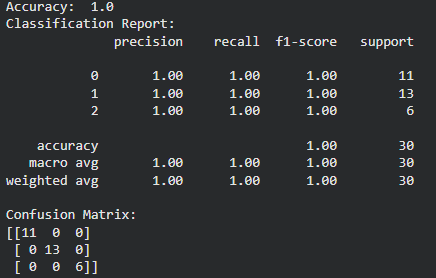 Accuracy:  1.0
Classification Report:
              precision    recall  f1-score   support

           0       1.00      1.00      1.00        11
           1       1.00      1.00      1.00        13
           2       1.00      1.00      1.00         6

    accuracy                           1.00        30
   macro avg       1.00      1.00      1.00        30
weighted avg       1.00      1.00      1.00        30

Confusion Matrix:
[[11  0  0]
 [ 0 13  0]
 [ 0  0  6]]